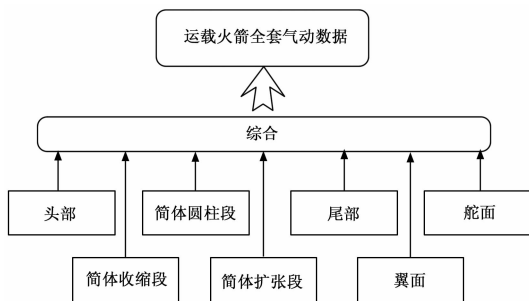 运载火箭全套气动数据
综合
头部
简体圆柱段
尾部
舵面
简体收缩段
简体扩张段
翼面